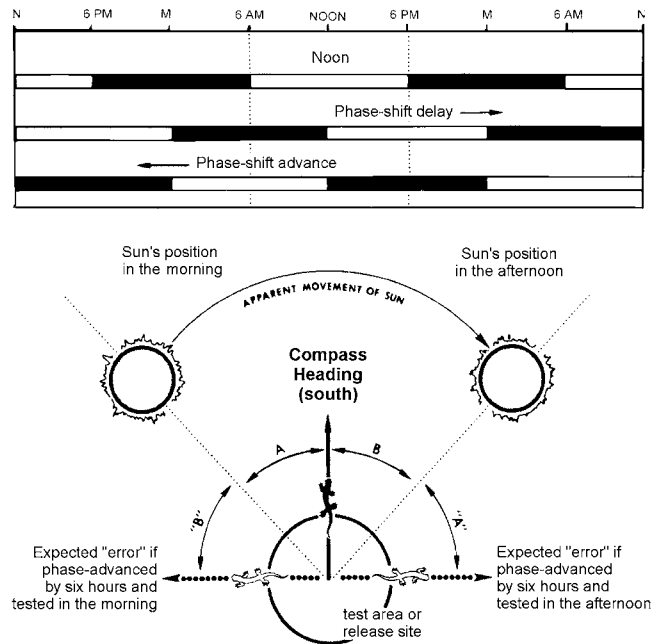 N 6 PM M 6 AM NOON 6 PM M 6 AM N
Noon
Phase-shift delay
Phase-shift advance
Sun's position
in the morning
Sun's position
in the afternoon
APPARENT MOVEMENT OF SUN
Compass
Heading
(south)
A
B
"B"
"A"
Expected "error" if
phase-advanced
by six hours and
tested in the morning
Expected "error" if
phase-advanced
by six hours and
tested in the afternoon
test area or
release site